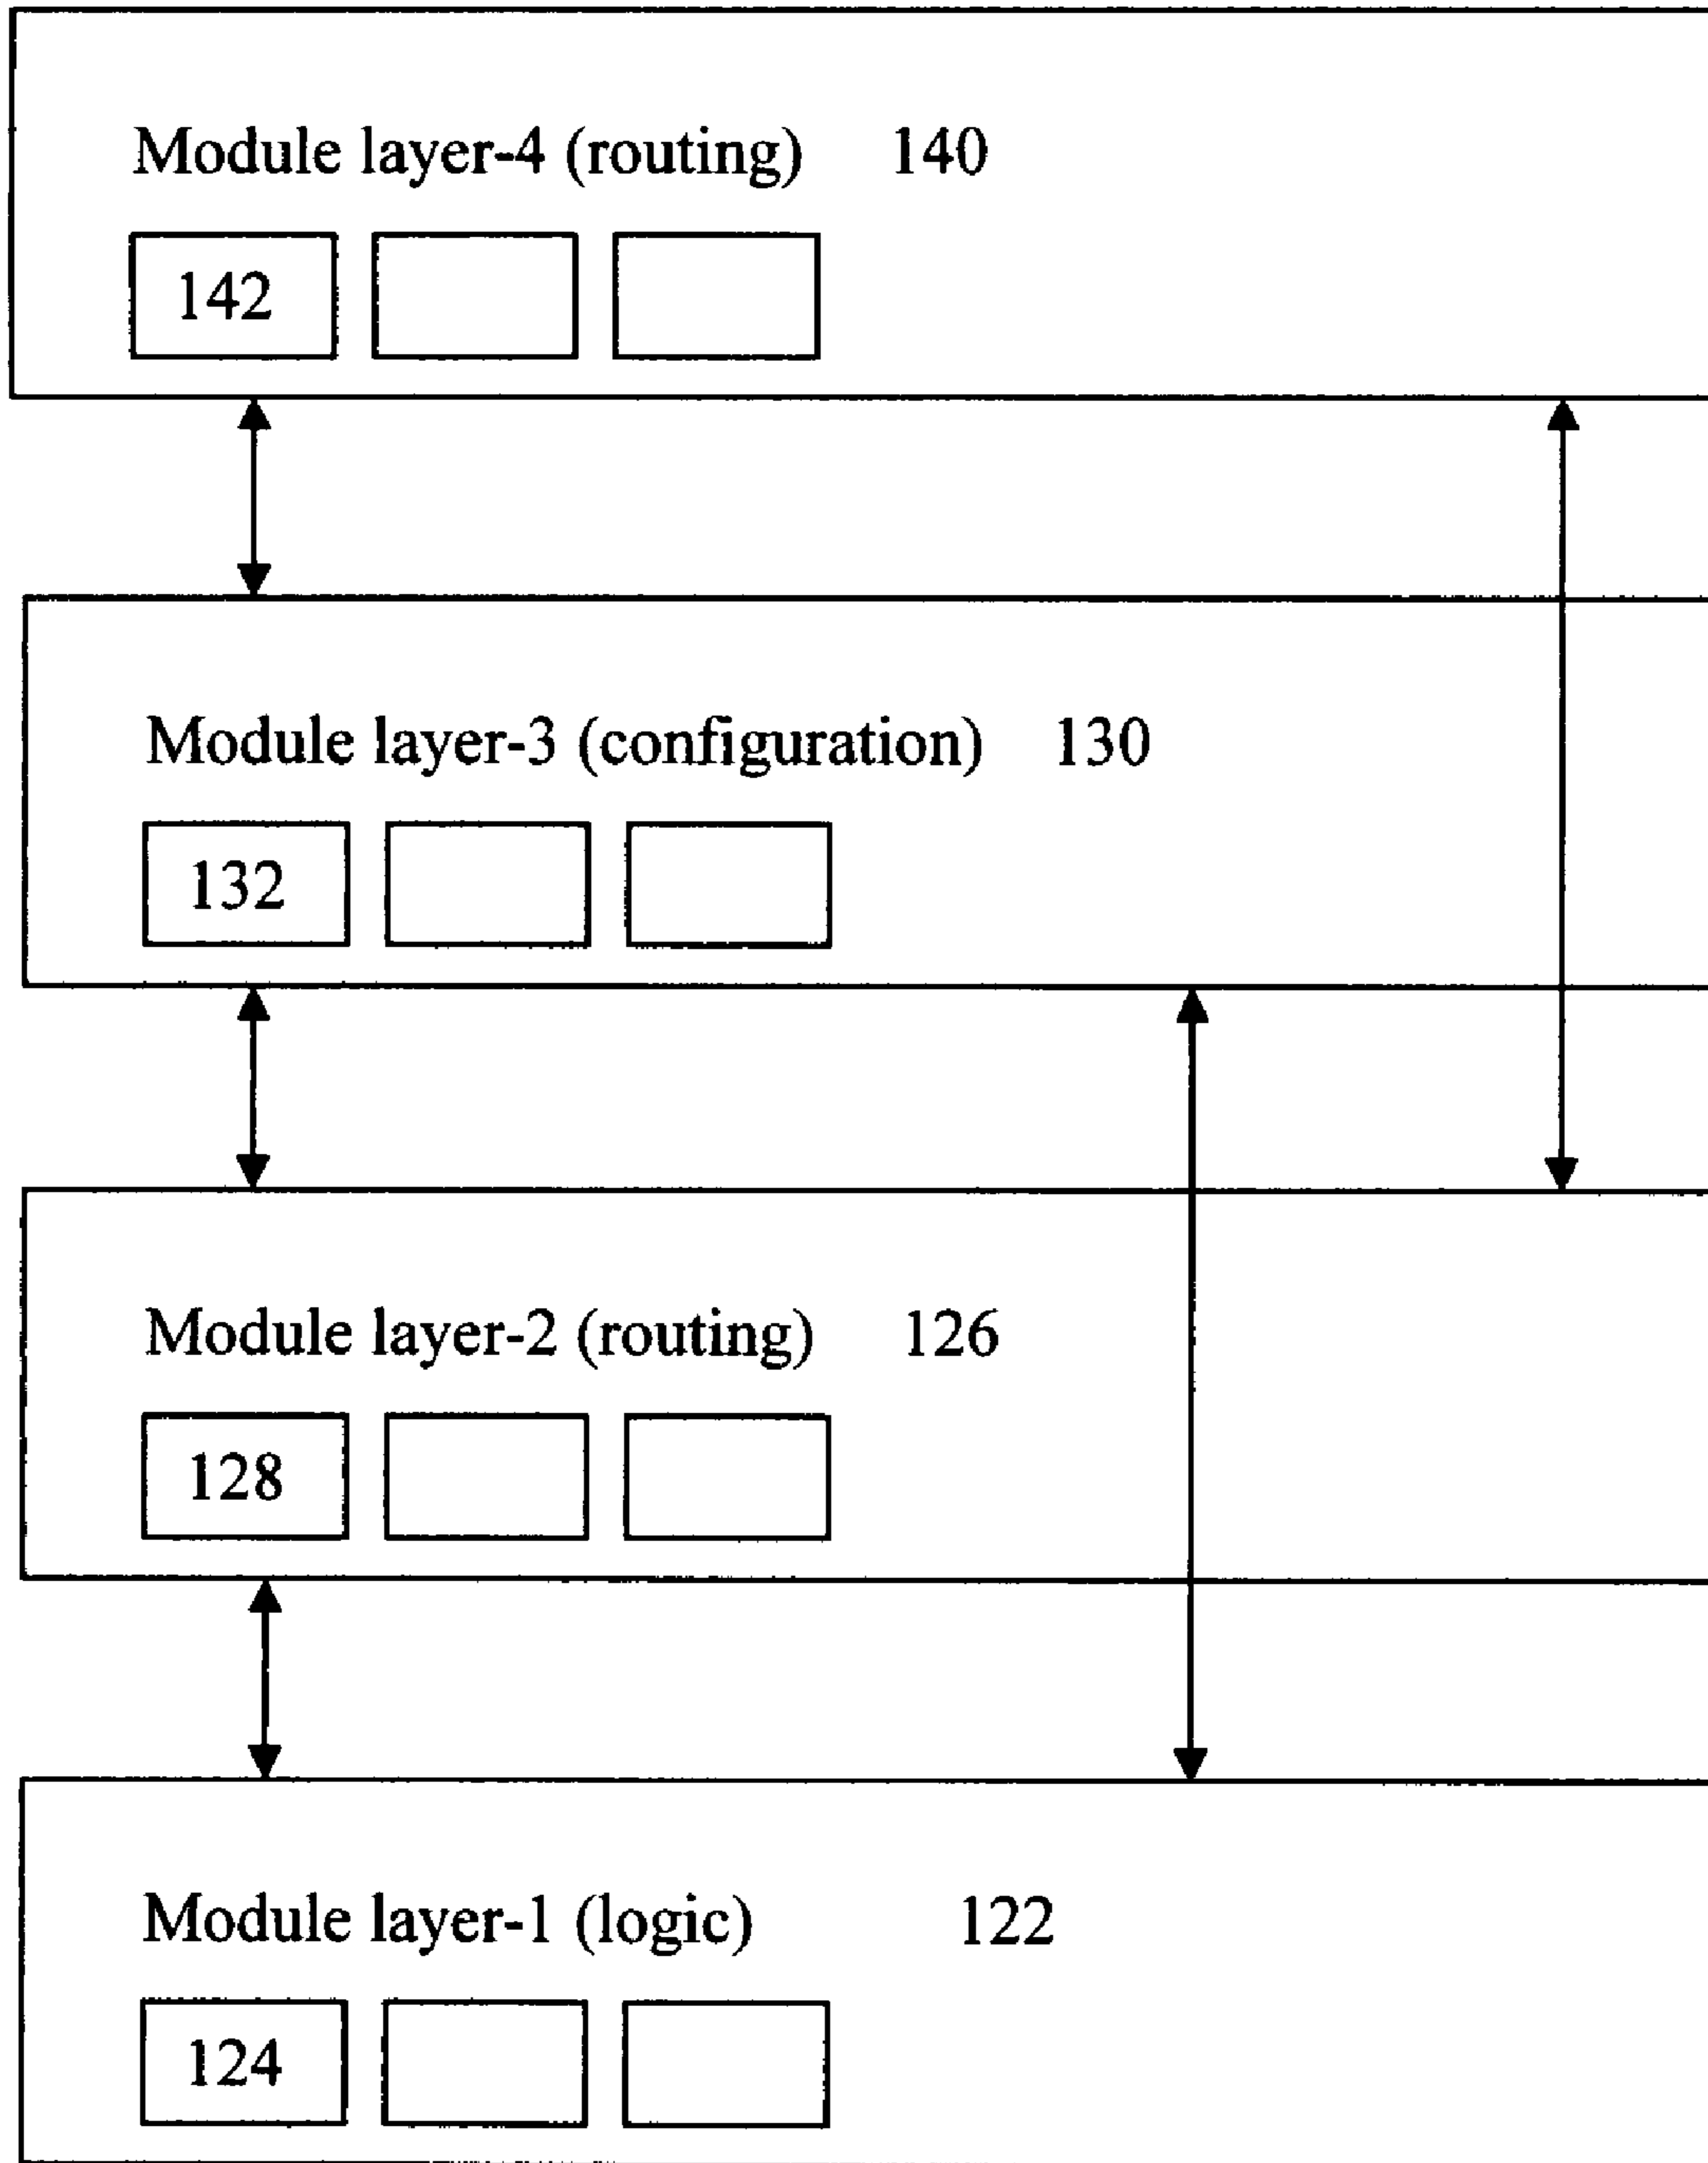 Module layer-4 (routing) 140
142
Module layer-3 (configuration) 130
132
Module layer-2 (routing) 126
128
Module layer-1 (logic) 122
124